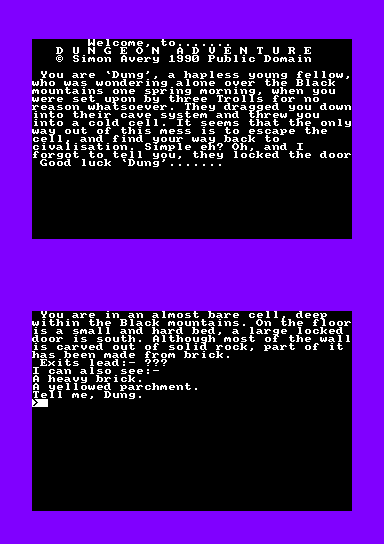 Welcome, to.......
D U N G E O N  A D V E N T U R E
© Simon Avery 1990 Public Domain
You are 'Dung', a hapless young fellow,
who was wondering alone over the Black
mountains one spring morning, when you
were set upon by three Trolls for no
reason whatsoever. They dragged you down
into their cave system and threw you
into a cold cell. It seems that the only
way out of this mess is to escape the
cell, and find your way back to
civalisation. Simple eh? Oh, and I
forgot to tell you, they locked the door
Good luck 'Dung'.......
You are in an almost bare cell, deep
within the Black mountains. On the floor
is a small and hard bed, a large locked
door is south. Although most of the wall
is carved out of solid rock, part of it
has been made from brick.
Exits lead:- ???
I can also see:-
A heavy brick.
A yellowed parchment.
Tell me, Dung.
>